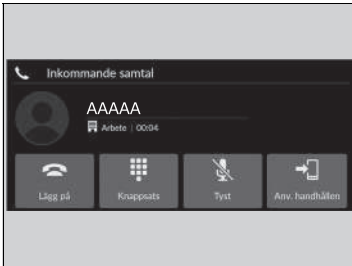 Inkommande samtal
AAAAA
Arbete | 00:04
Lägg på
Knappsats
Tyst
Anv. handhållen